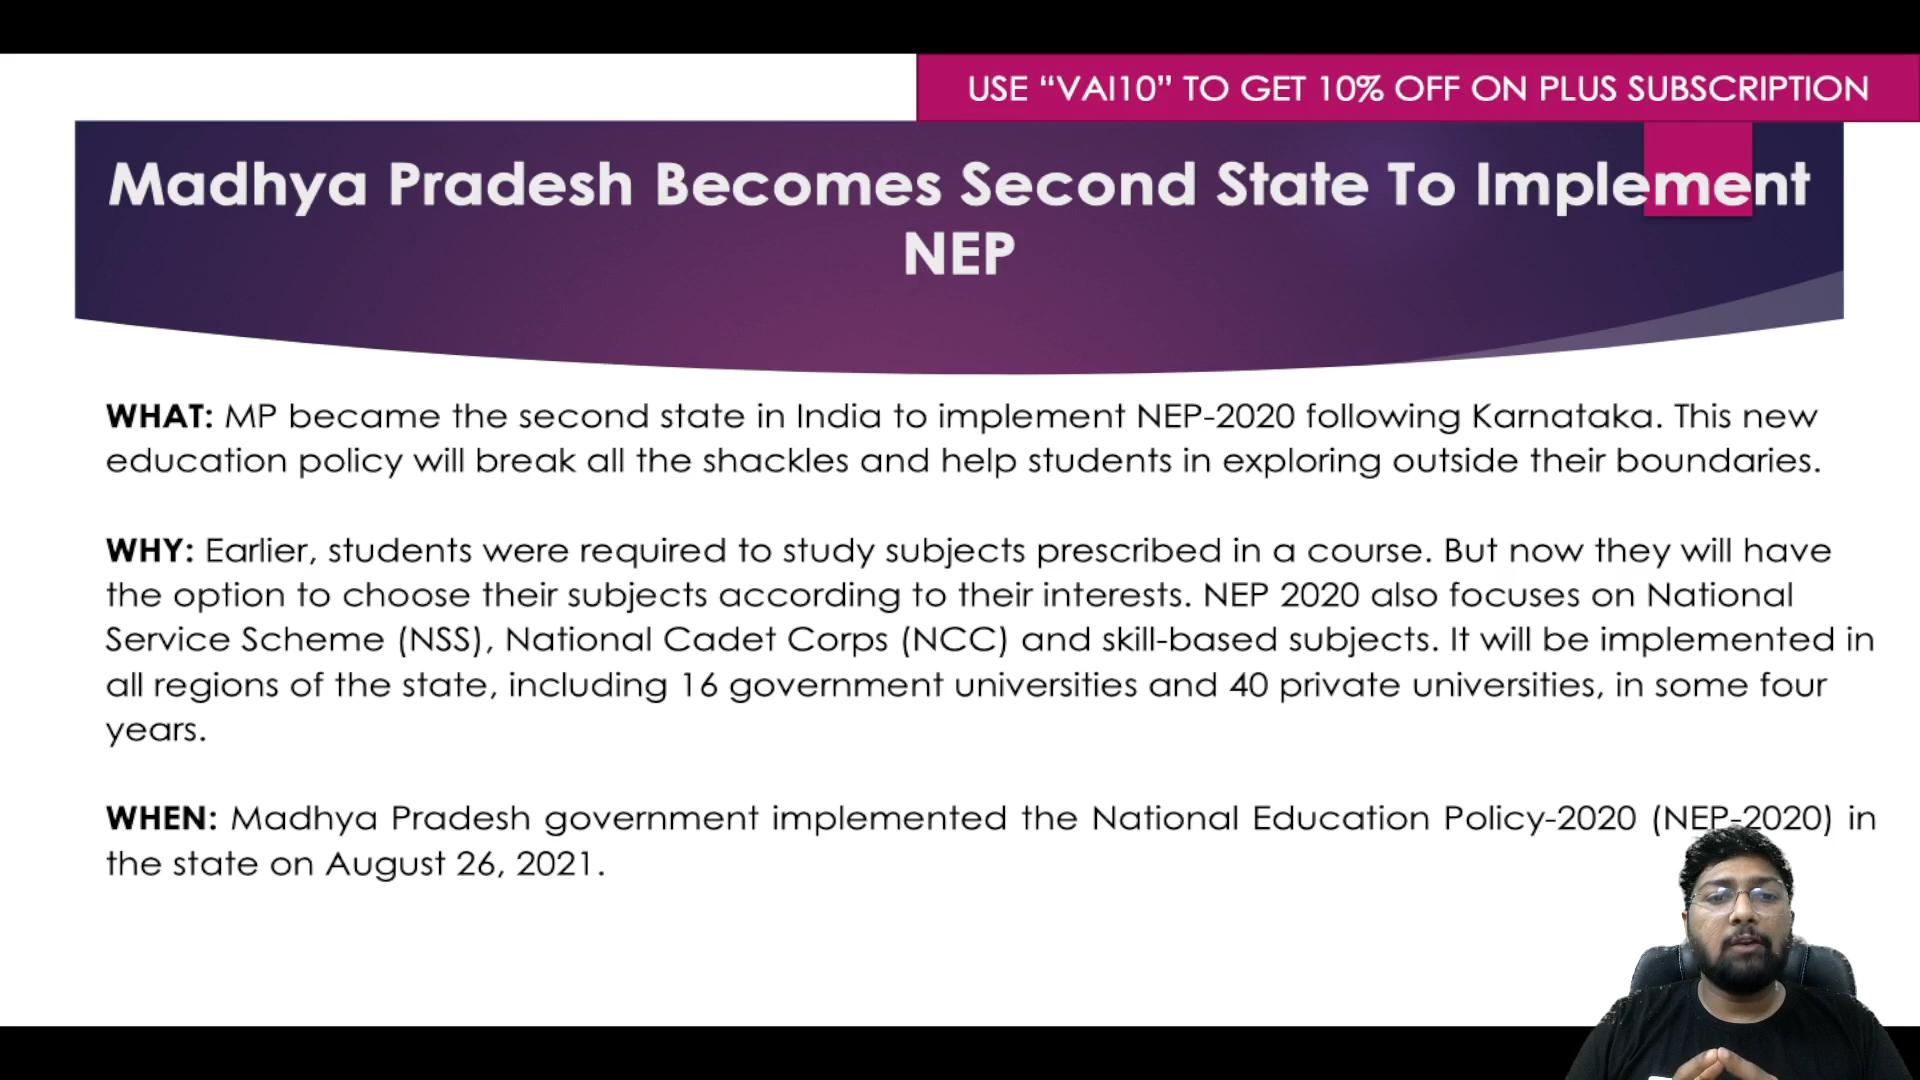 USE “VAI10” TO GET 10% OFF ON PLUS SUBSCRIPTION
Madhya Pradesh Becomes Second State To Implement
NEP
WHAT: MP became the second state in India to implement NEP-2020 following Karnataka. This new
education policy will break all the shackles and help students in exploring outside their boundaries.
WHY: Earlier, students were required to study subjects prescribed in a course. But now they will have
the option to choose their subjects according to their interests. NEP 2020 also focuses on National
Service Scheme (NSS), National Cadet Corps (NCC) and skill-based subjects. It will be implemented in
all regions of the state, including 16 government universities and 40 private universities, in some four
years.
WHEN: Madhya Pradesh government implemented the National Education Policy-2020 (NEP-2020) in
the state on August 26, 2021.